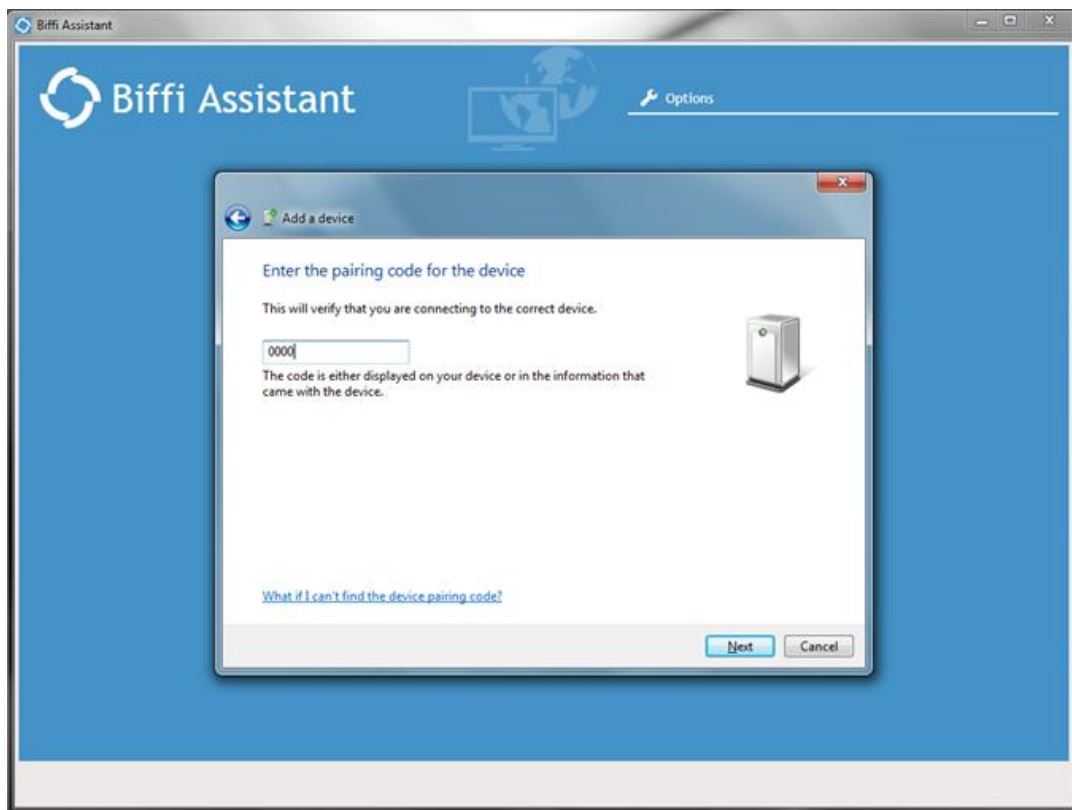 Biffi Assistant
Biffi Assistant
Options
Add a device
Enter the pairing code for the device
This will verify that you are connecting to the correct device.
0000
The code is either displayed on your device or in the information that
came with the device.
What if I can't find the device pairing code?
Next Cancel